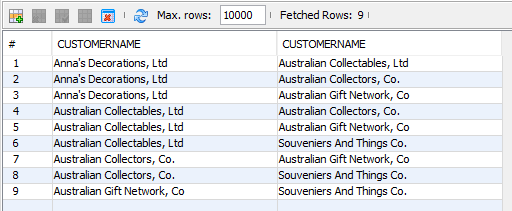 Max. rows: 10000 Fetched Rows: 9
# CUSTOMERNAME CUSTOMERNAME
1 Anna's Decorations, Ltd Australian Collectables, Ltd
2 Anna's Decorations, Ltd Australian Collectors, Co.
3 Anna's Decorations, Ltd Australian Gift Network, Co
4 Australian Collectables, Ltd Australian Collectors, Co.
5 Australian Collectables, Ltd Australian Gift Network, Co
6 Australian Collectables, Ltd Souveniers And Things Co.
7 Australian Collectors, Co. Australian Gift Network, Co
8 Australian Collectors, Co. Souveniers And Things Co.
9 Australian Gift Network, Co Souveniers And Things Co.